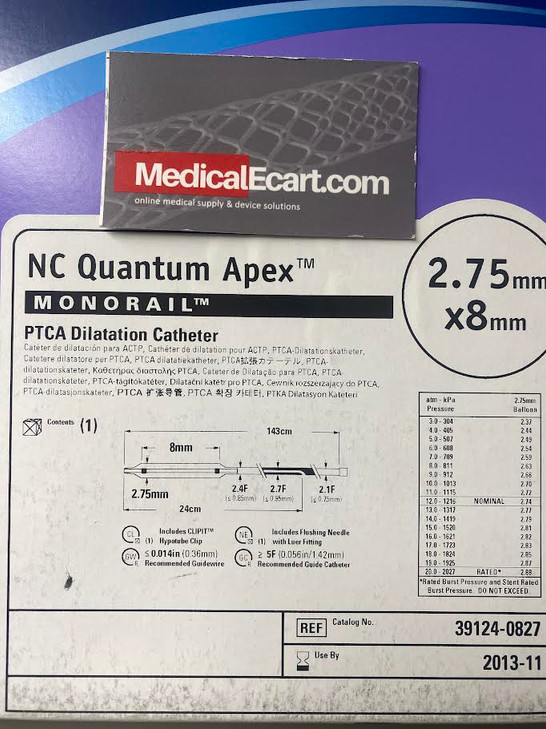 MedicalEcart.com
online medical supply & device solutions
NC Quantum Apex™
MONORAIL™
PTCA Dilatation Catheter
Catéter de dilatación para ACTP, Cathéter de dilatation pour ACTP, PTCA-Dilatationskatheter,
Catetere dilatatore per PTCA, PTCA dilatatiekatheter, PTCA拡張カテーテル, PTCA-
dilatationskateter, Καθετήρας διαστολής PTCA, Cateter de Dilatação para PTCA, PTCA
dilatationskateter, PTCA-tágítókatéter, Dilatační katétr pro PTCA, Cewnik rozszerzający do PTCA,
PTCA-dilatasjonskateter, PTCA 扩张导管, PTCA 확장 카테터, PTKA Dilatasyon Kateteri
2.75mm
x8mm
Contents (1)
143cm
8mm
2.75mm
2.4F
(≤ 0.85mm)
2.7F
(≤ 0.95mm)
2.1F
(≤ 0.75mm)
24cm
CL
(1)
Includes CLIPIT™
Hypotube Clip
NE
(1)
Includes Flushing Needle
with Luer Fitting
GW
R
≤ 0.014in (0.36mm)
Recommended Guidewire
GC
R
≥ 5F (0.056in/1.42mm)
Recommended Guide Catheter
atm - kPa 2.75mm
Pressure Balloon
3.0 - 304 2.37
4.0 - 405 2.44
5.0 - 507 2.49
6.0 - 608 2.54
7.0 - 709 2.59
8.0 - 811 2.63
9.0 - 912 2.66
10.0 - 1013 2.70
11.0 - 1115 2.72
12.0 - 1216 NOMINAL 2.74
13.0 - 1317 2.77
14.0 - 1419 2.79
15.0 - 1520 2.81
16.0 - 1621 2.82
17.0 - 1723 2.83
18.0 - 1824 2.85
19.0 - 1925 2.87
20.0 - 2027 RATED* 2.88
*Rated Burst Pressure and Stent Rated
Burst Pressure. DO NOT EXCEED.
REF Catalog No. 39124-0827
Use By 2013-11